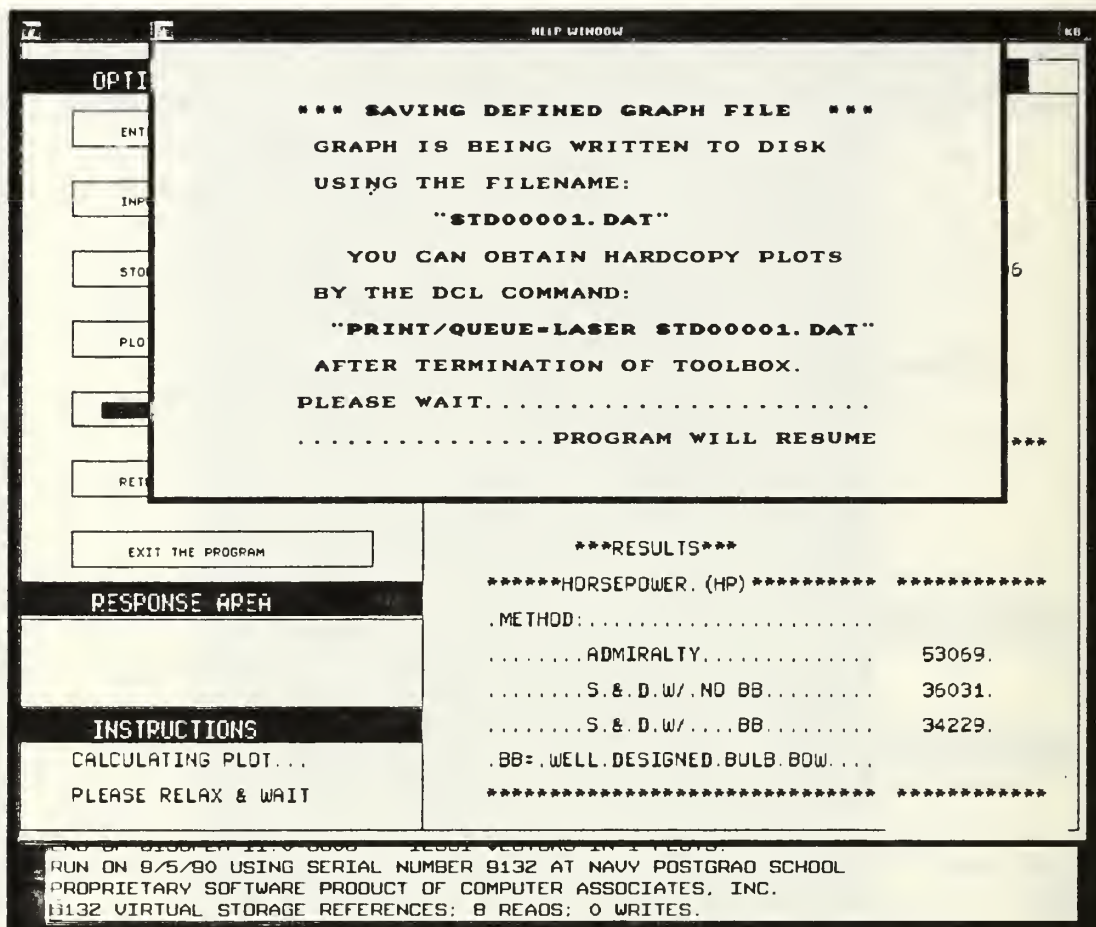 HELP WINDOW
KB
*** SAVING DEFINED GRAPH FILE ***
GRAPH IS BEING WRITTEN TO DISK
USING THE FILENAME:
"STD00001.DAT"
YOU CAN OBTAIN HARDCOPY PLOTS
BY THE DCL COMMAND:
"PRINT/QUEUE=LASER STD00001.DAT"
AFTER TERMINATION OF TOOLBOX.
PLEASE WAIT........................
................PROGRAM WILL RESUME
OPTI
ENT
INP
STO
PLO
RET
EXIT THE PROGRAM
RESPONSE AREA
INSTRUCTIONS
CALCULATING PLOT...
PLEASE RELAX & WAIT
6
***
***RESULTS***
******HORSEPOWER.(HP)********** ************
.METHOD:.......................
........ADMIRALTY.............. 53069.
........S.&.D.W/.NO BB......... 36031.
........S.&.D.W/....BB......... 34229.
.BB=.WELL.DESIGNED.BULB.BOW....
******************************* ************
RUN ON 9/5/90 USING SERIAL NUMBER 9132 AT NAVY POSTGRAD SCHOOL
PROPRIETARY SOFTWARE PRODUCT OF COMPUTER ASSOCIATES, INC.
6132 VIRTUAL STORAGE REFERENCES; 8 READS; 0 WRITES.